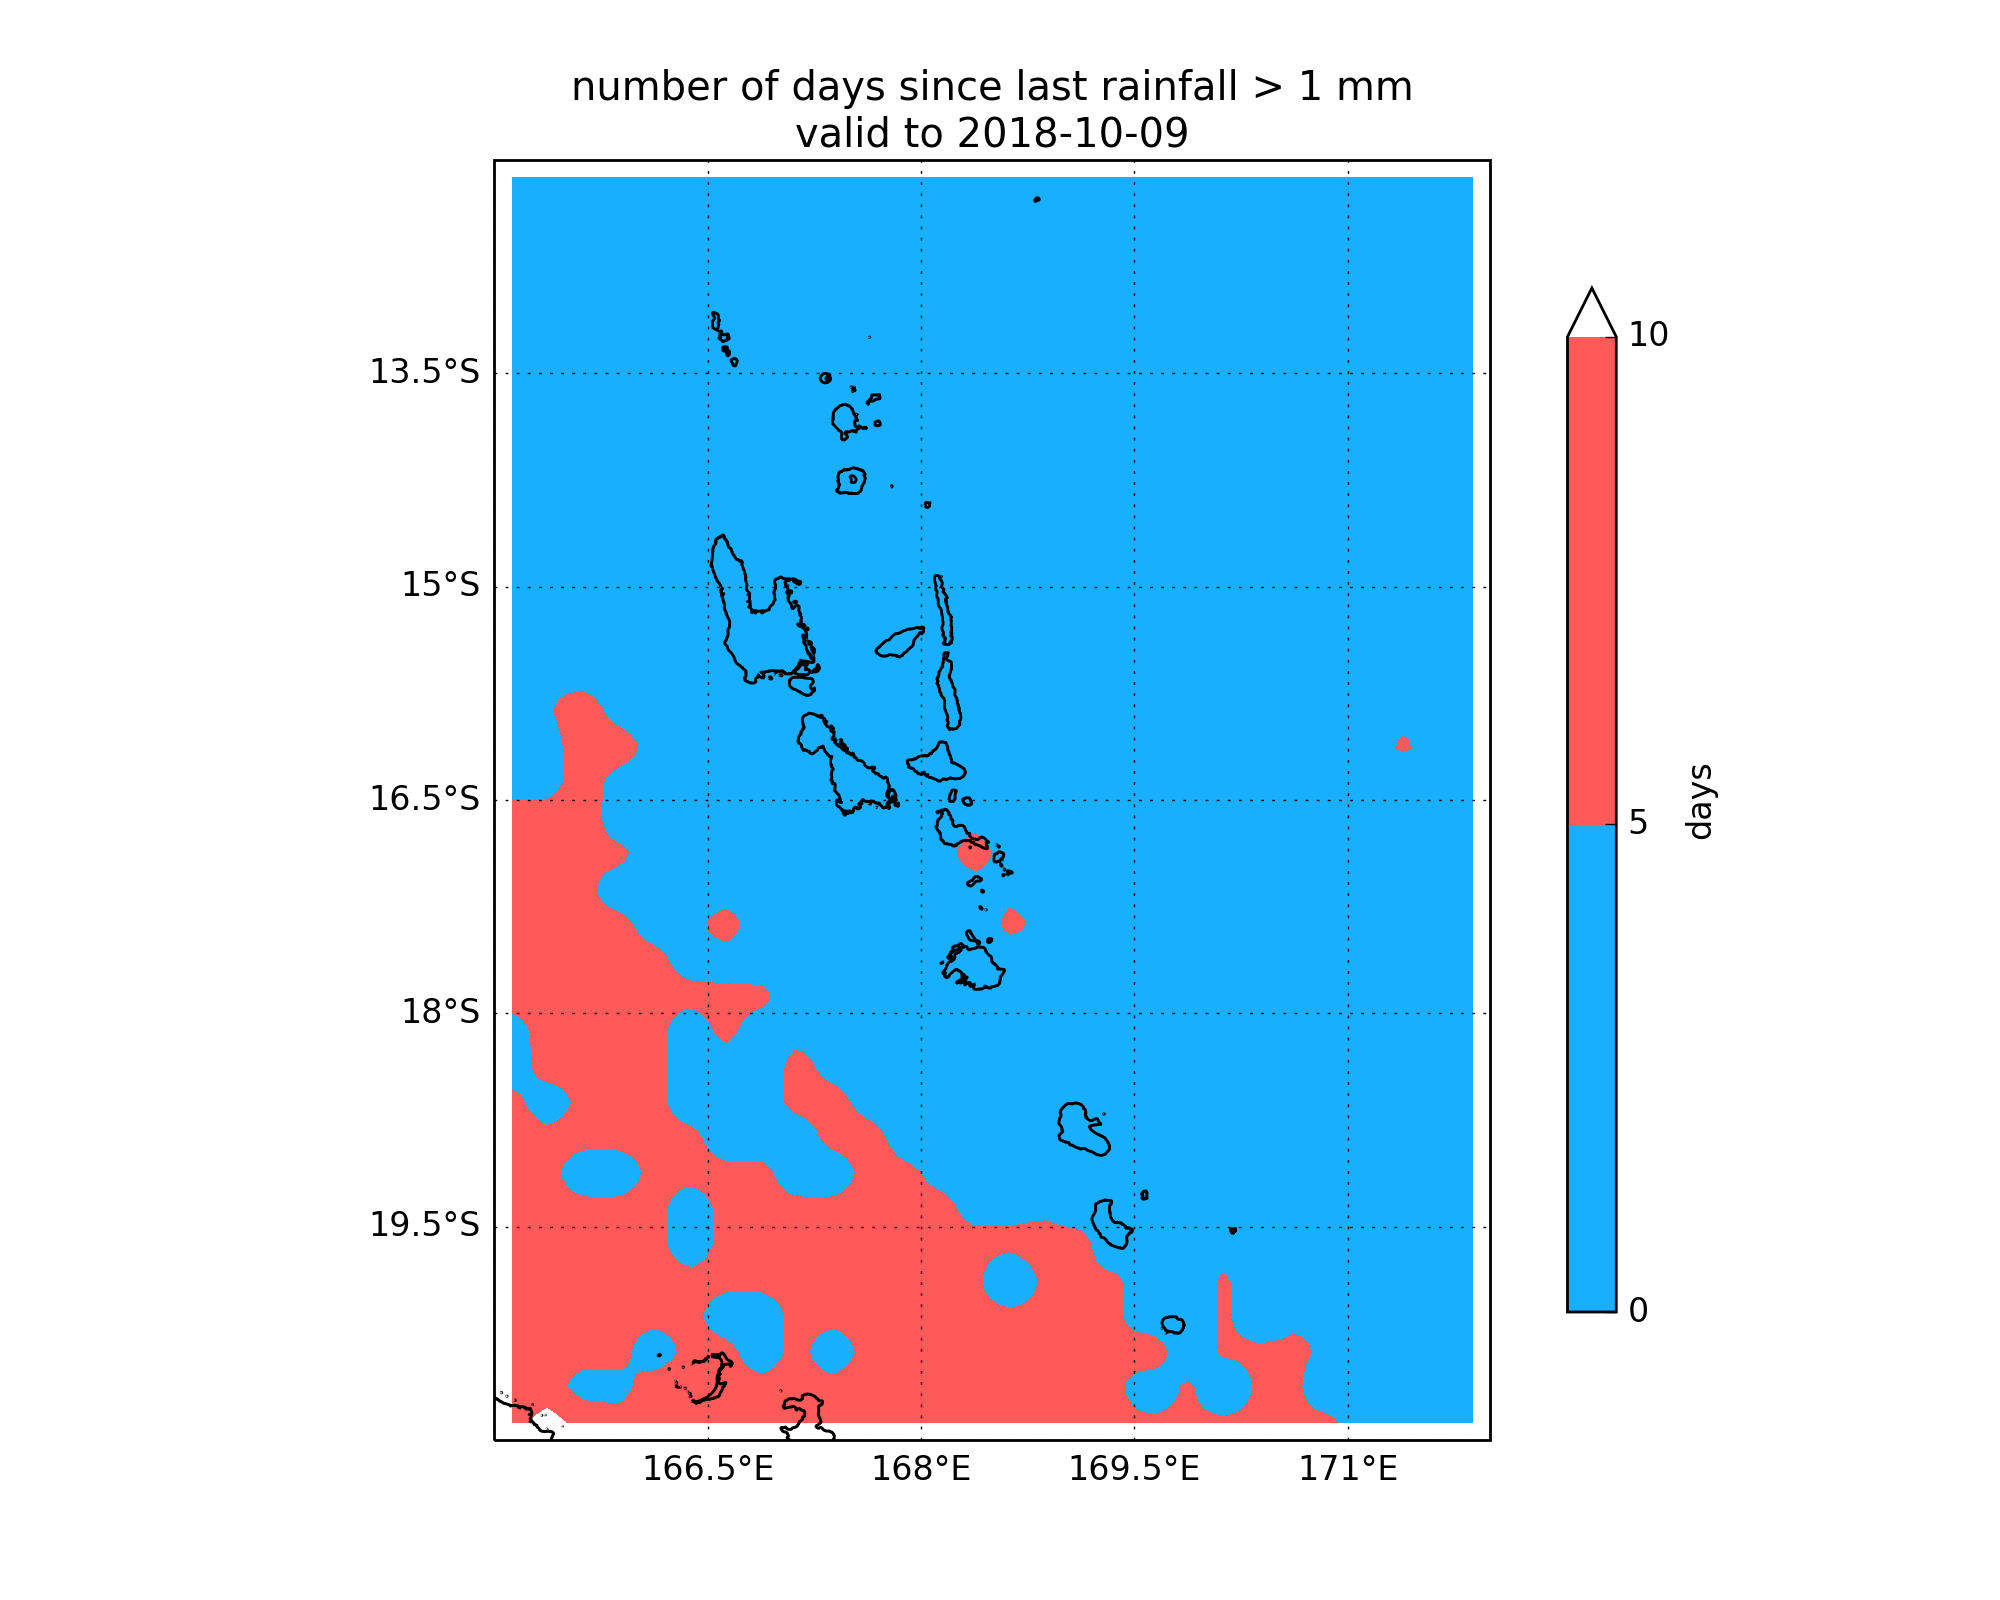 number of days since last rainfall > 1 mm
valid to 2018-10-09
13.5°S
15°S
16.5°S
18°S
19.5°S
166.5°E
168°E
169.5°E
171°E
10
5
0
days